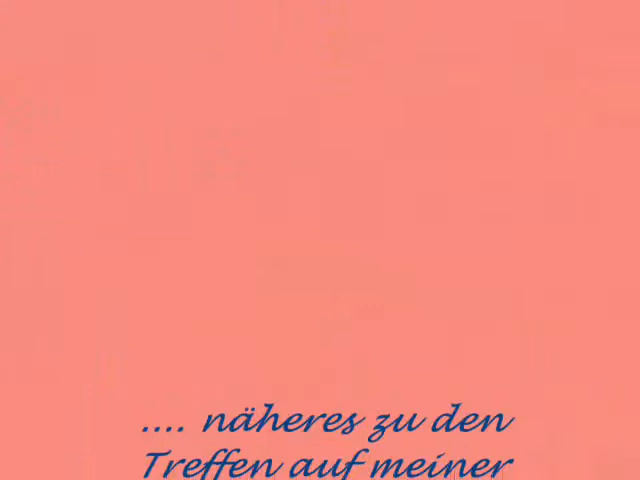 .... näheres zu den
Treffen auf meiner